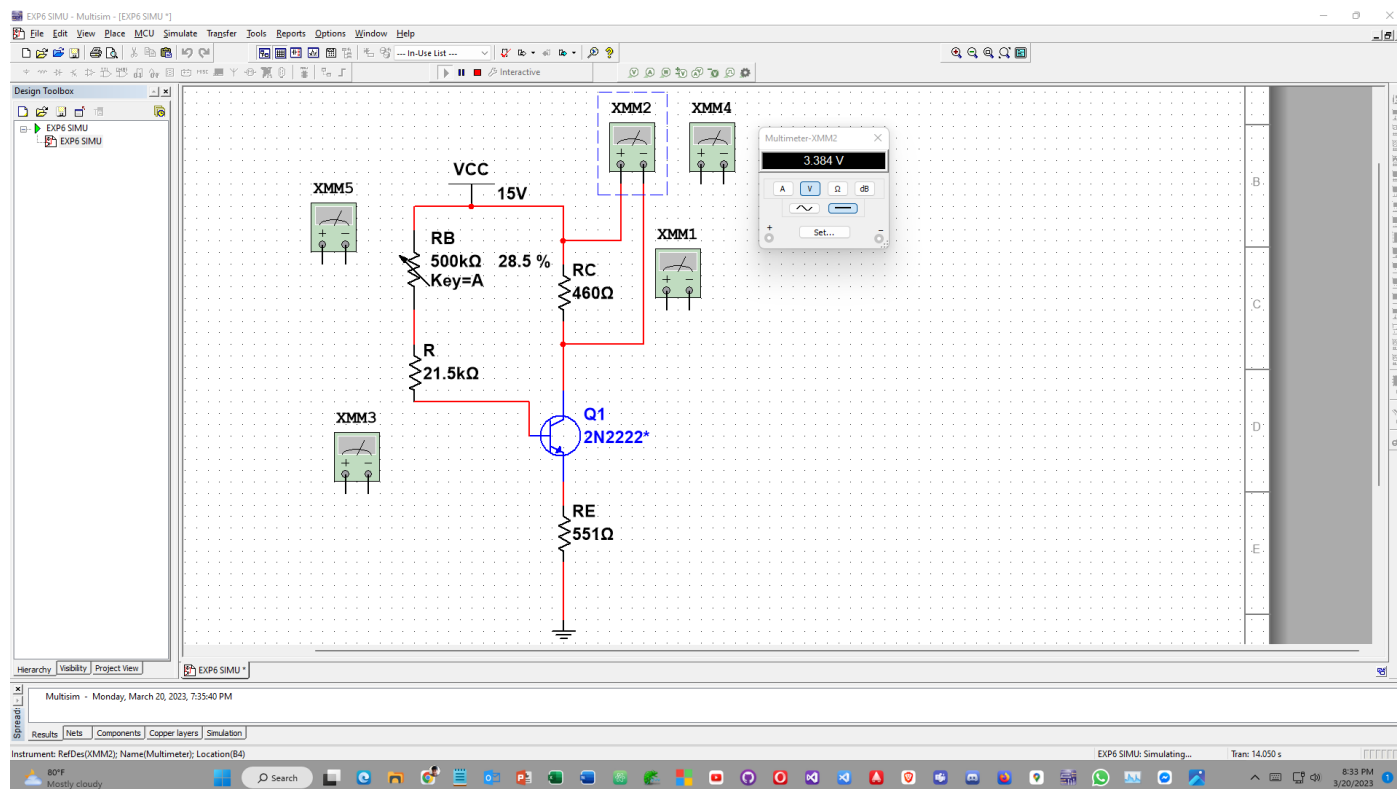 EXP6 SIMU - Multisim - [EXP6 SIMU *]
File Edit View Place MCU Simulate Transfer Tools Reports Options Window Help
--- In-Use List ---
Interactive
Design Toolbox
EXP6 SIMU
EXP6 SIMU
XMM2
XMM4
Multimeter-XMM2
3.384 V
A V Ω dB
Set...
+
-
VCC
15V
XMM5
XMM1
RB
500kΩ 28.5 %
Key=A
RC
460Ω
R
21.5kΩ
XMM3
Q1
2N2222*
RE
551Ω
B
C
D
E
Hierarchy Visibility Project View
EXP6 SIMU *
Multisim - Monday, March 20, 2023, 7:35:40 PM
Results Nets Components Copper layers Simulation
Instrument: RefDes(XMM2); Name(Multimeter); Location(B4)
EXP6 SIMU: Simulating...
Tran: 14.050 s
80°F
Mostly cloudy
Search
8:33 PM
3/20/2023